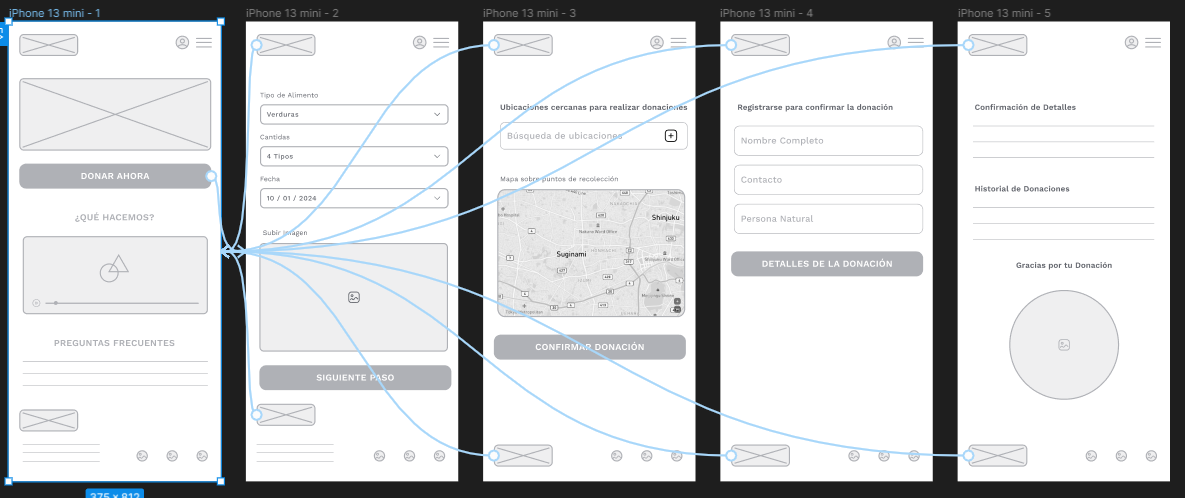 iPhone 13 mini - 1
DONAR AHORA
¿QUÉ HACEMOS?
PREGUNTAS FRECUENTES
375 × 812
iPhone 13 mini - 2
Tipo de Alimento
Verduras
Cantidas
4 Tipos
Fecha
10 / 01 / 2024
Subir Imagen
SIGUIENTE PASO
iPhone 13 mini - 3
Ubicaciones cercanas para realizar donaciones
Búsqueda de ubicaciones
Mapa sobre puntos de recolección
Shinjuku
Suginami
CONFIRMAR DONACIÓN
iPhone 13 mini - 4
Registrarse para confirmar la donación
Nombre Completo
Contacto
Persona Natural
DETALLES DE LA DONACIÓN
iPhone 13 mini - 5
Confirmación de Detalles
Historial de Donaciones
Gracias por tu Donación